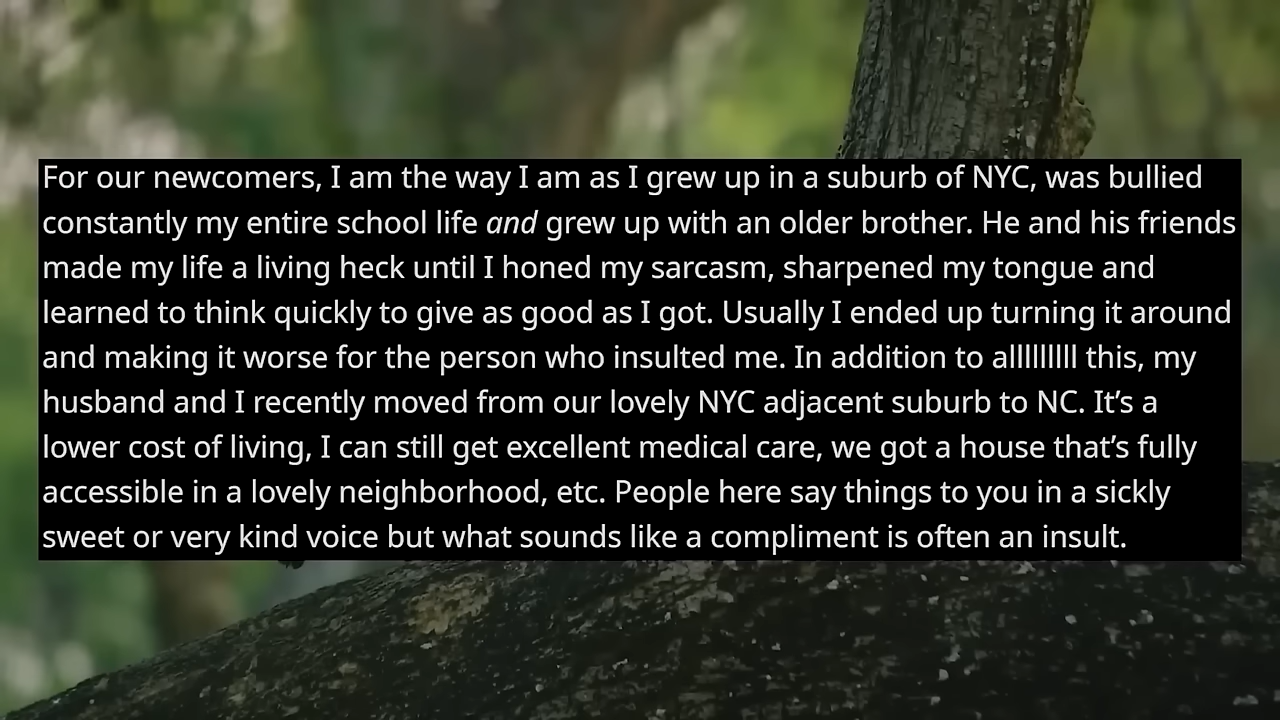 For our newcomers, I am the way I am as I grew up in a suburb of NYC, was bullied
constantly my entire school life and grew up with an older brother. He and his friends
made my life a living heck until I honed my sarcasm, sharpened my tongue and
learned to think quickly to give as good as I got. Usually I ended up turning it around
and making it worse for the person who insulted me. In addition to alllllllll this, my
husband and I recently moved from our lovely NYC adjacent suburb to NC. It’s a
lower cost of living, I can still get excellent medical care, we got a house that’s fully
accessible in a lovely neighborhood, etc. People here say things to you in a sickly
sweet or very kind voice but what sounds like a compliment is often an insult.